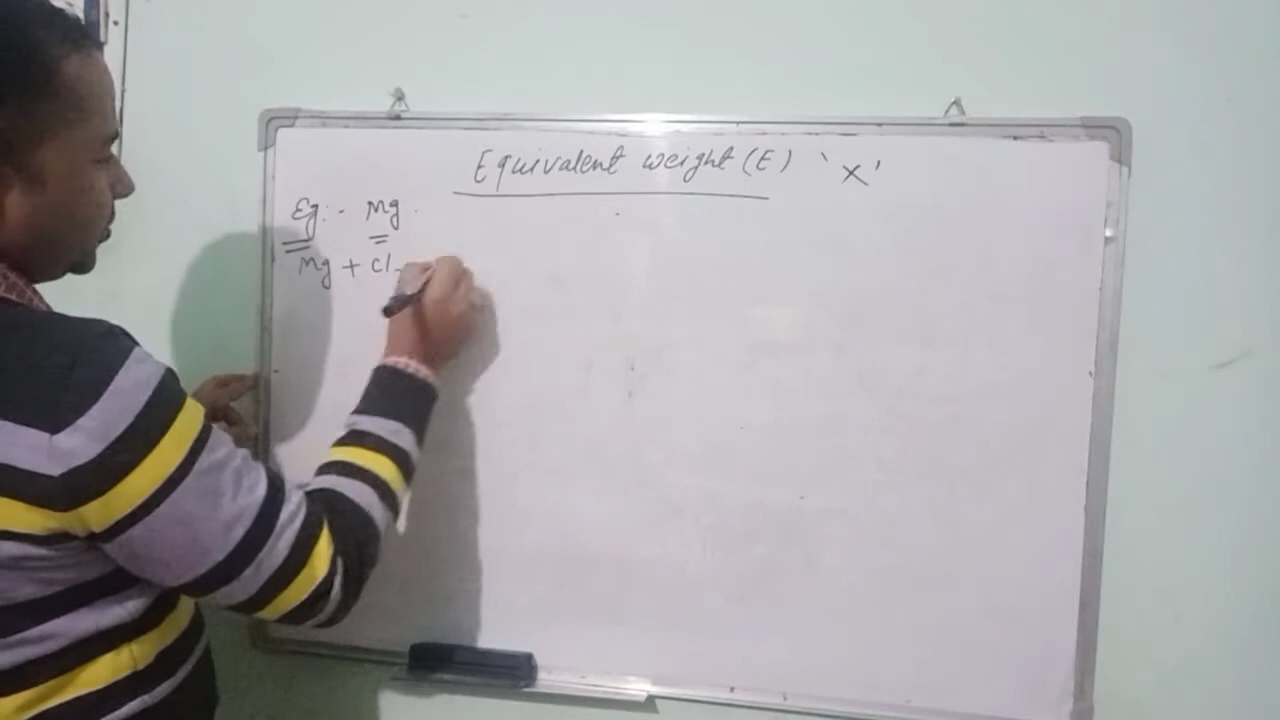 Equivalent weight (E) 'X'
Eg:- Mg.
Mg + Cl